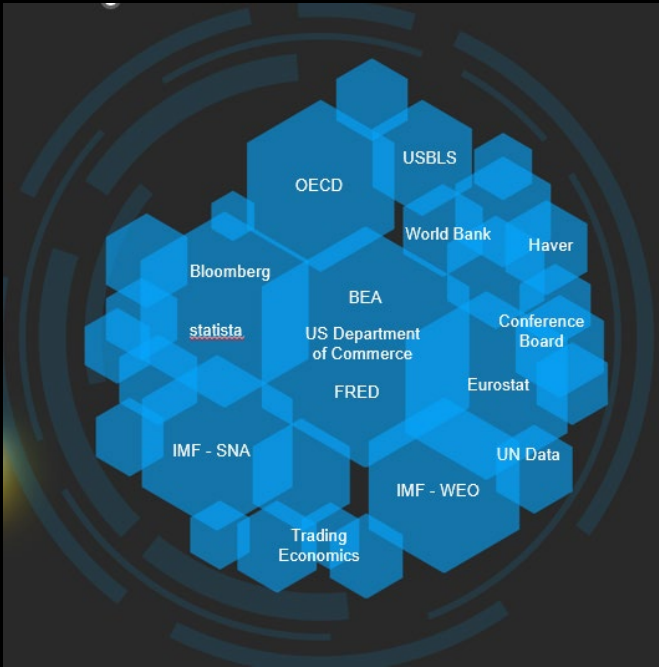 OECD
USBLS
World Bank
Haver
Bloomberg
BEA
statista
US Department
of Commerce
Conference
Board
FRED
Eurostat
IMF - SNA
UN Data
IMF - WEO
Trading
Economics